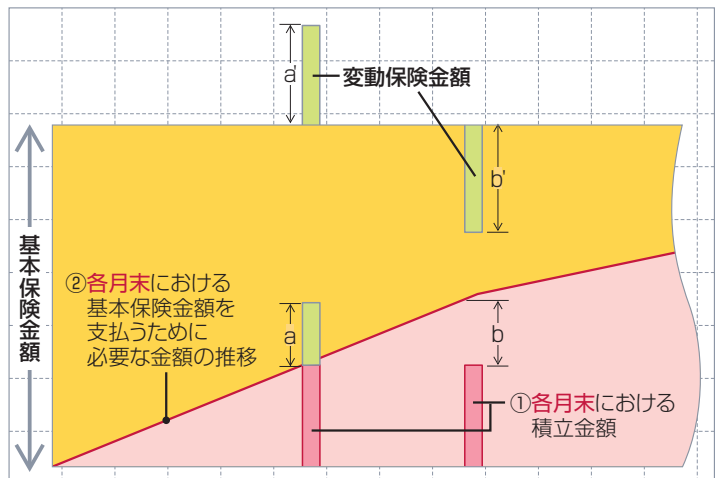 a'
変動保険金額
b'
基本保険金額
②各月末における
基本保険金額を
支払うために
必要な金額の推移
a
b
①各月末における
積立金額